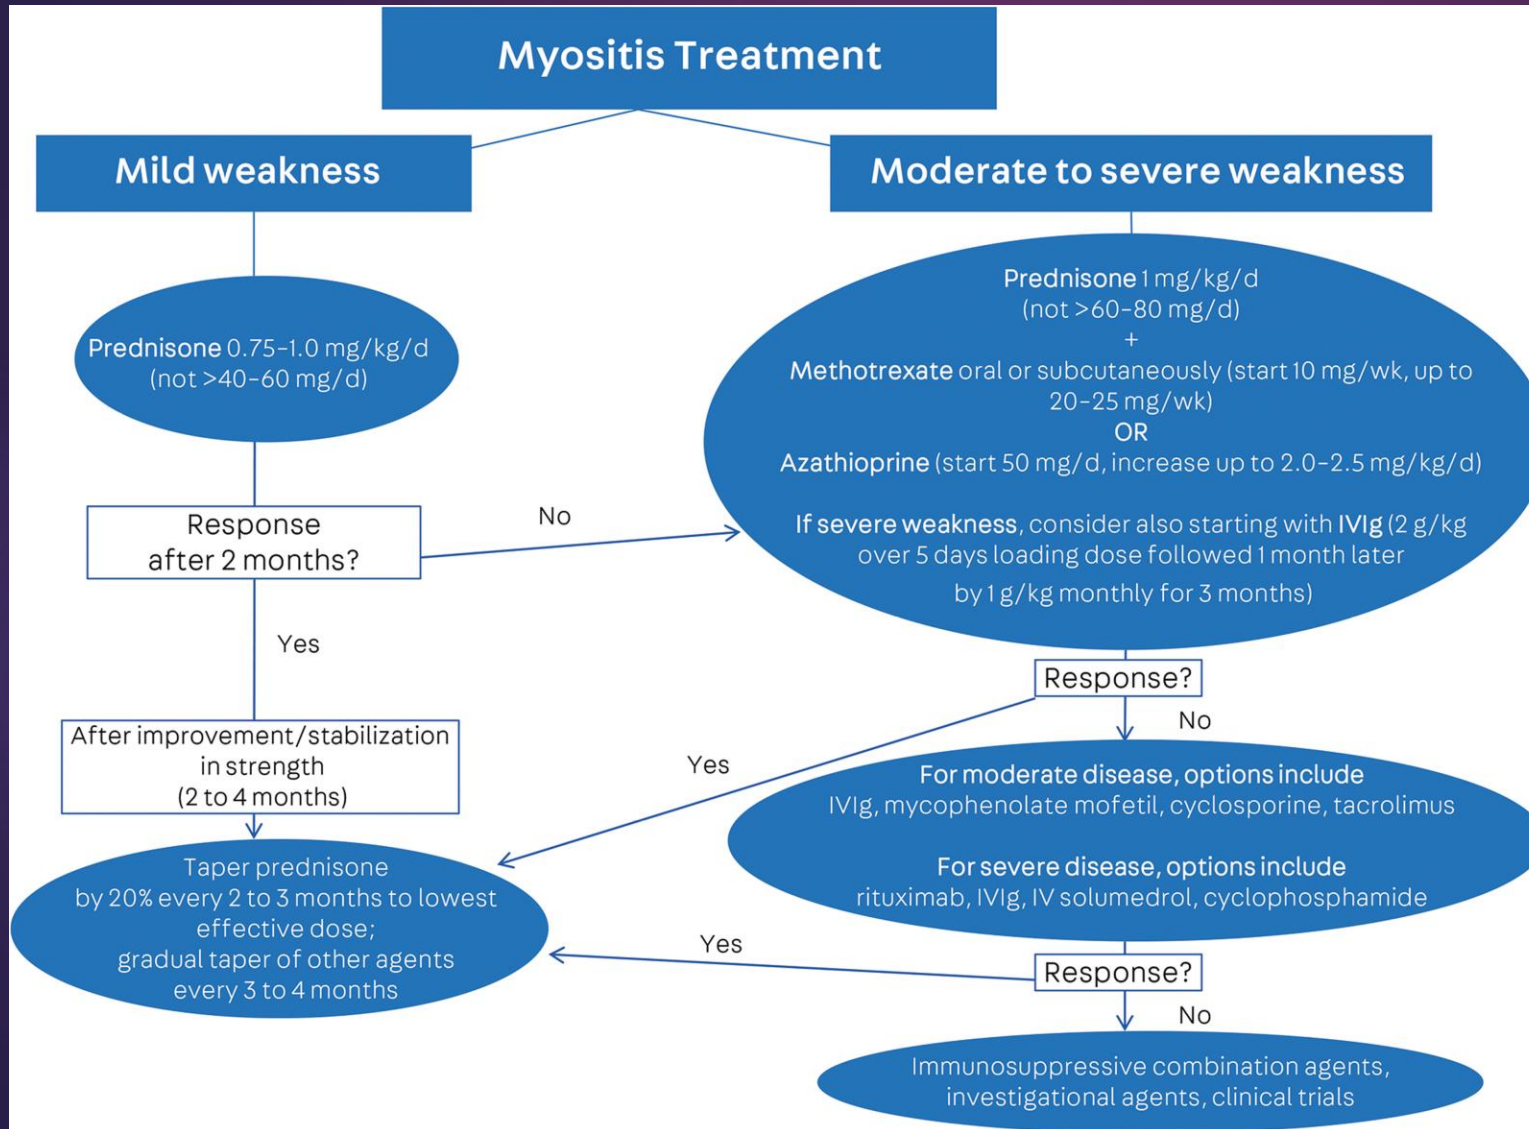 Myositis Treatment
Mild weakness
Moderate to severe weakness
Prednisone 0.75–1.0 mg/kg/d
(not >40–60 mg/d)
Prednisone 1 mg/kg/d
(not >60–80 mg/d)
+
Methotrexate oral or subcutaneously (start 10 mg/wk, up to
20–25 mg/wk)
OR
Azathioprine (start 50 mg/d, increase up to 2.0–2.5 mg/kg/d)
If severe weakness, consider also starting with IVIg (2 g/kg
over 5 days loading dose followed 1 month later
by 1 g/kg monthly for 3 months)
Response
after 2 months?
No
Yes
After improvement/stabilization
in strength
(2 to 4 months)
Response?
No
Yes
For moderate disease, options include
IVIg, mycophenolate mofetil, cyclosporine, tacrolimus
For severe disease, options include
rituximab, IVIg, IV solumedrol, cyclophosphamide
Taper prednisone
by 20% every 2 to 3 months to lowest
effective dose;
gradual taper of other agents
every 3 to 4 months
Yes
Response?
No
Immunosuppressive combination agents,
investigational agents, clinical trials